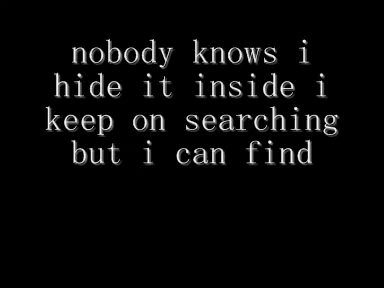 nobody knows i
hide it inside i
keep on searching
but i can find